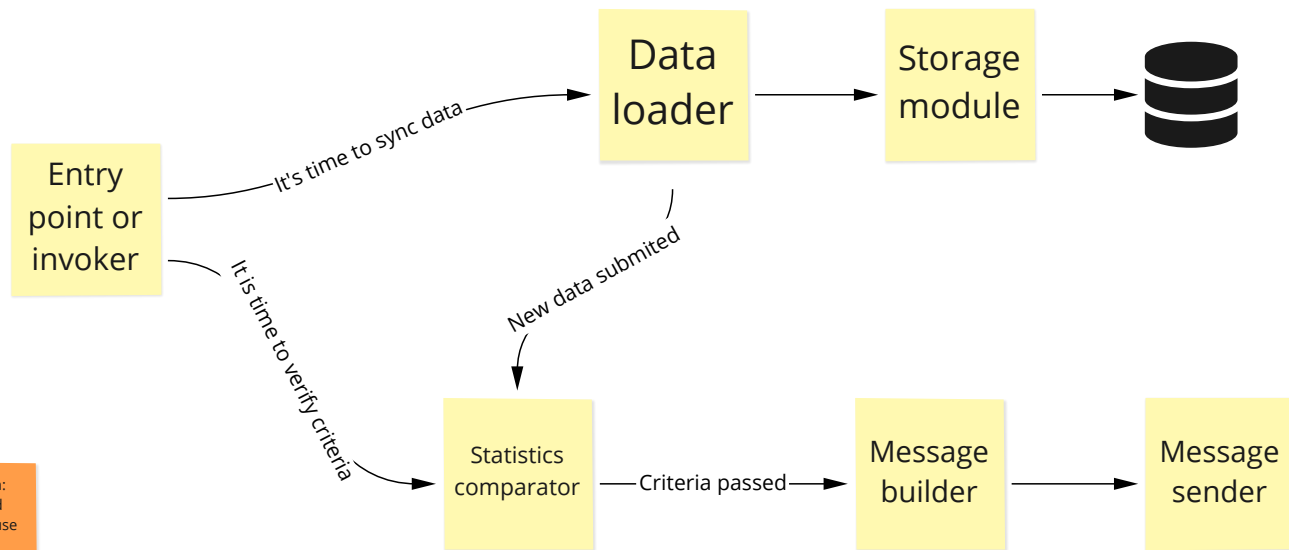 Data
loader
Storage
module
It's time to sync data
Entry
point or
invoker
New data submited
It is time to verify criteria
Statistics
comparator
Criteria passed
Message
builder
Message
sender